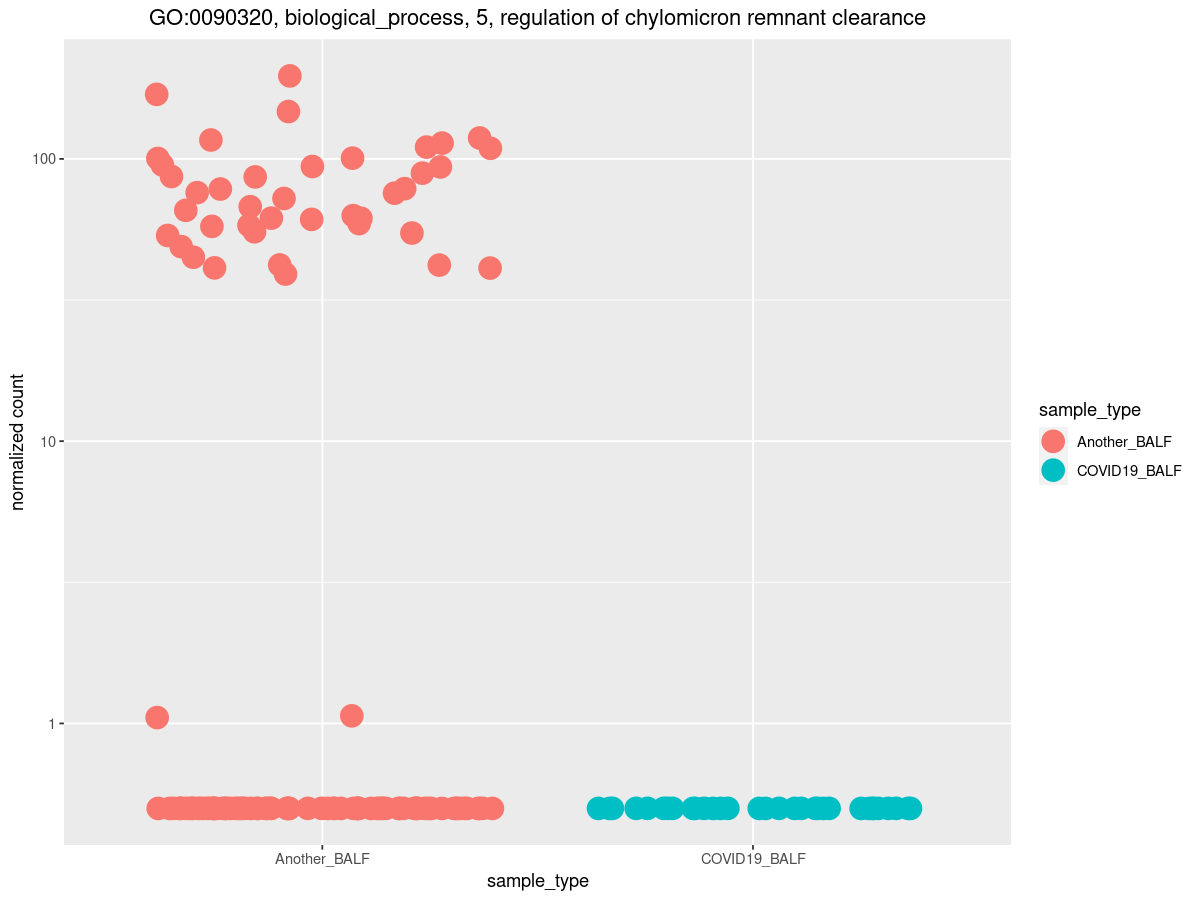 GO:0090320, biological_process, 5, regulation of chylomicron remnant clearance
normalized count
100
10
1
Another_BALF
COVID19_BALF
sample_type
sample_type
Another_BALF
COVID19_BALF